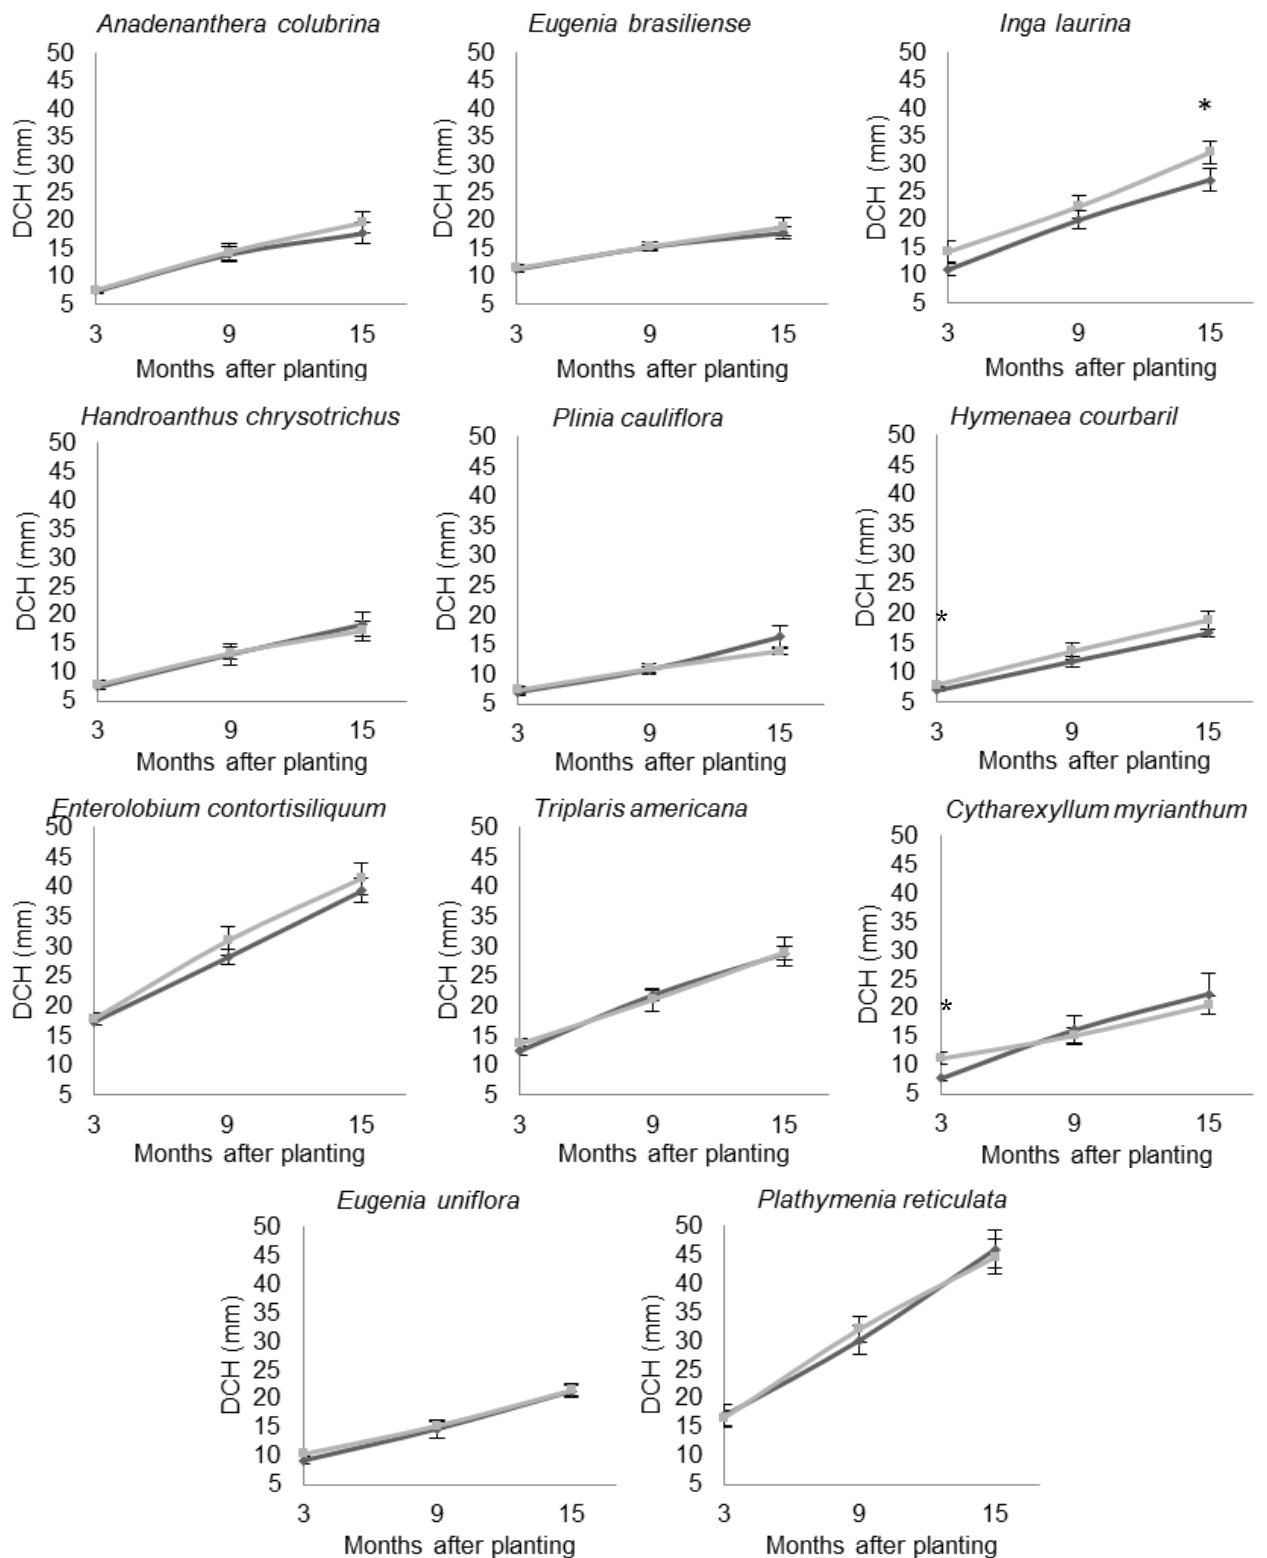 Anadenanthera colubrina
50
45
40
35
30
25
20
15
10
5
DCH (mm)
3 9 15
Months after planting
Eugenia brasiliense
50
45
40
35
30
25
20
15
10
5
DCH (mm)
3 9 15
Months after planting
Inga laurina
50
45
40
35
30
25
20
15
10
5
DCH (mm)
*
3 9 15
Months after planting
Handroanthus chrysotrichus
50
45
40
35
30
25
20
15
10
5
DCH (mm)
3 9 15
Months after planting
Plinia cauliflora
50
45
40
35
30
25
20
15
10
5
DCH (mm)
3 9 15
Months after planting
Hymenaea courbaril
50
45
40
35
30
25
20
15
10
5
DCH (mm)
*
3 9 15
Months after planting
Enterolobium contortisiliquum
50
45
40
35
30
25
20
15
10
5
DCH (mm)
3 9 15
Months after planting
Triplaris americana
50
45
40
35
30
25
20
15
10
5
DCH (mm)
3 9 15
Months after planting
Cytharexyllum myrianthum
50
45
40
35
30
25
20
15
10
5
DCH (mm)
*
3 9 15
Months after planting
Eugenia uniflora
50
45
40
35
30
25
20
15
10
5
DCH (mm)
3 9 15
Months after planting
Plathymenia reticulata
50
45
40
35
30
25
20
15
10
5
DCH (mm)
3 9 15
Months after planting